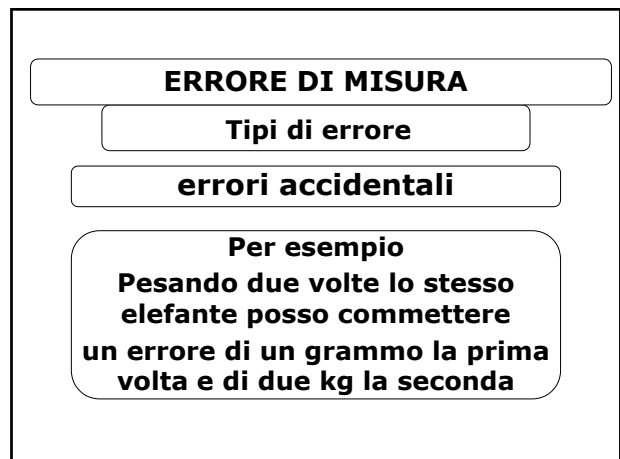 ERRORE DI MISURA
Tipi di errore
errori accidentali
Per esempio
Pesando due volte lo stesso
elefante posso commettere
un errore di un grammo la prima
volta e di due kg la seconda